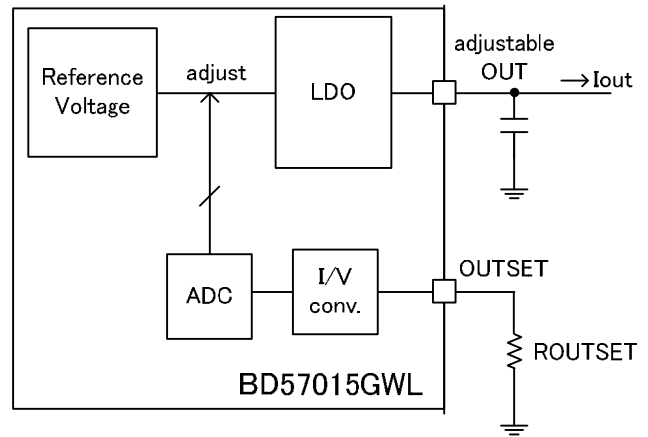 Reference
Voltage
adjust
LDO
adjustable
OUT
→Iout
ADC
I/V
conv.
OUTSET
ROUTSET
BD57015GWL